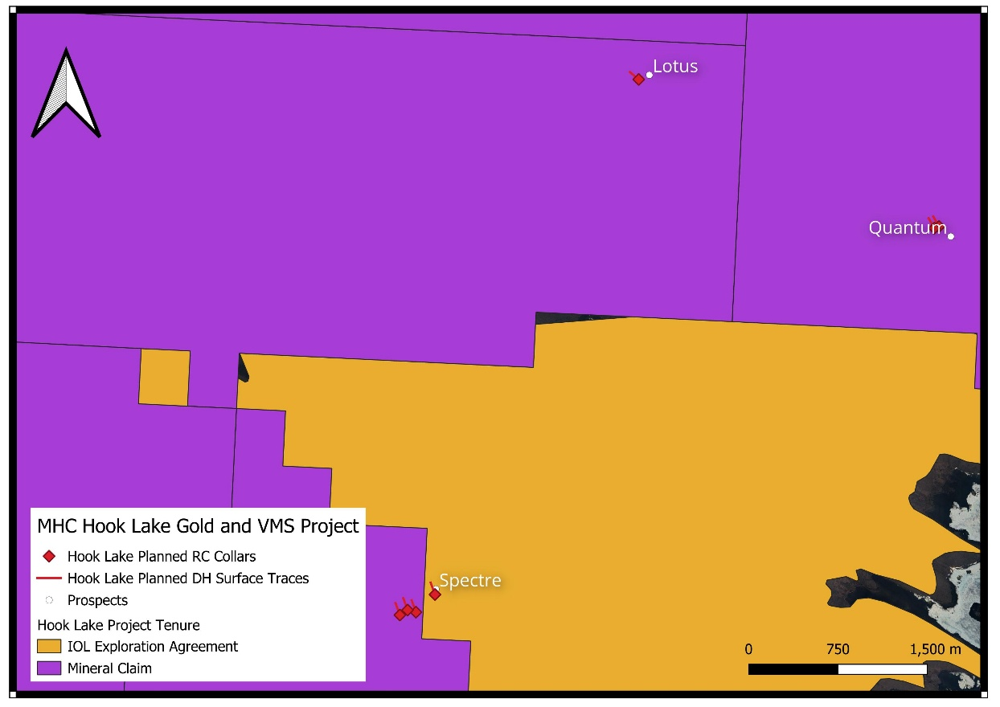 Lotus
Quantum
MHC Hook Lake Gold and VMS Project
Hook Lake Planned RC Collars
Hook Lake Planned DH Surface Traces
Prospects
Hook Lake Project Tenure
IOL Exploration Agreement
Mineral Claim
Spectre
0 750 1,500 m